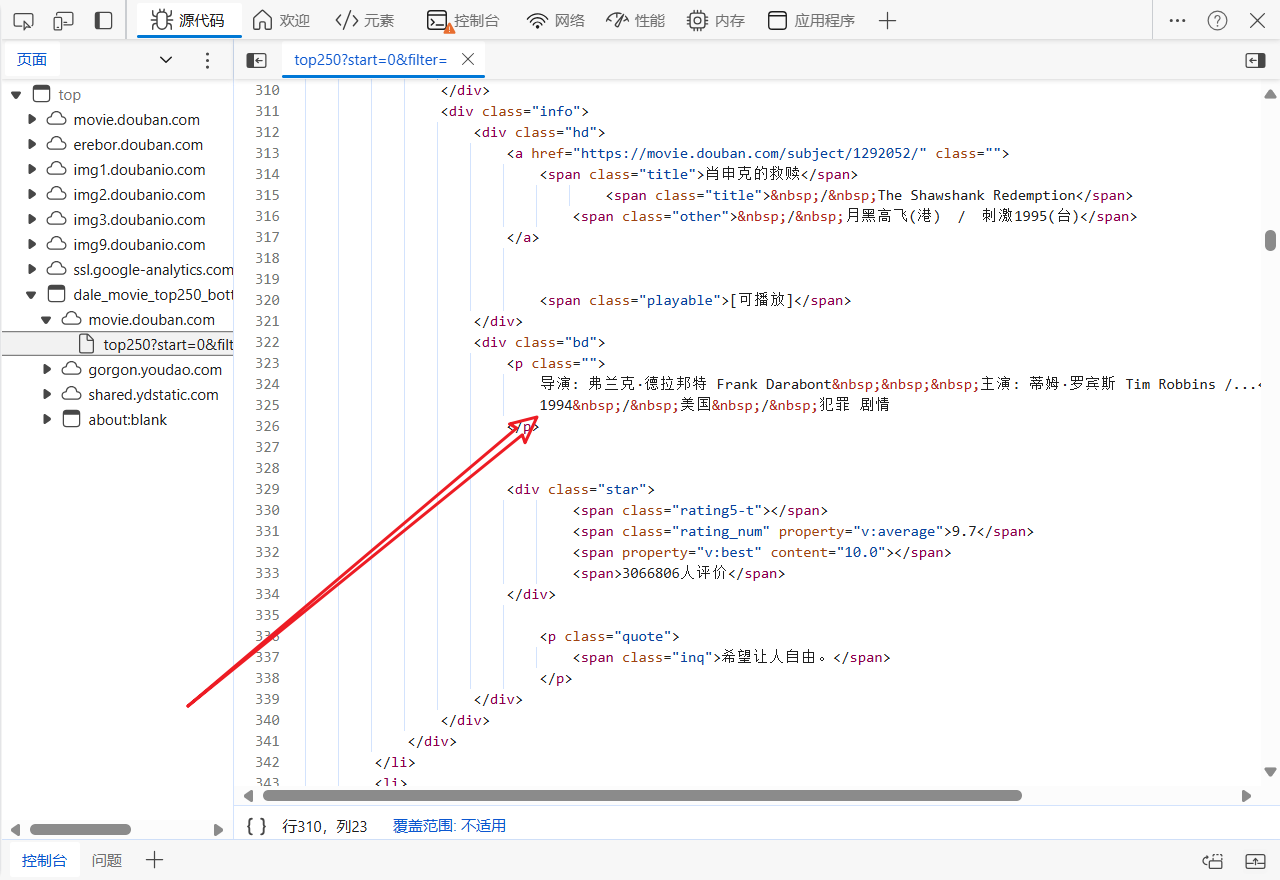 源代码 欢迎 元素 控制台 网络 性能 内存 应用程序
页面
top250?start=0&filter=
top
movie.douban.com
erebor.douban.com
img1.doubanio.com
img2.doubanio.com
img3.doubanio.com
img9.doubanio.com
ssl.google-analytics.com
dale_movie_top250_bott
movie.douban.com
top250?start=0&filt
gorgon.youdao.com
shared.ydstatic.com
about:blank
310 </div>
311 <div class="info">
312 <div class="hd">
313 <a href="https://movie.douban.com/subject/1292052/" class="">
314 <span class="title">肖申克的救赎</span>
315 <span class="title">&nbsp;/&nbsp;The Shawshank Redemption</span>
316 <span class="other">&nbsp;/&nbsp;月黑高飞(港) / 刺激1995(台)</span>
317 </a>
318
319
320 <span class="playable">[可播放]</span>
321 </div>
322 <div class="bd">
323 <p class="">
324 导演: 弗兰克·德拉邦特 Frank Darabont&nbsp;&nbsp;&nbsp;主演: 蒂姆·罗宾斯 Tim Robbins /...<
325 1994&nbsp;/&nbsp;美国&nbsp;/&nbsp;犯罪 剧情
326 </p>
327
328
329 <div class="star">
330 <span class="rating5-t"></span>
331 <span class="rating_num" property="v:average">9.7</span>
332 <span property="v:best" content="10.0"></span>
333 <span>3066806人评价</span>
334 </div>
335
336 <p class="quote">
337 <span class="inq">希望让人自由。</span>
338 </p>
339 </div>
340 </div>
341 </div>
342 </li>
343 <li>
{ } 行310，列23 覆盖范围: 不适用
控制台 问题